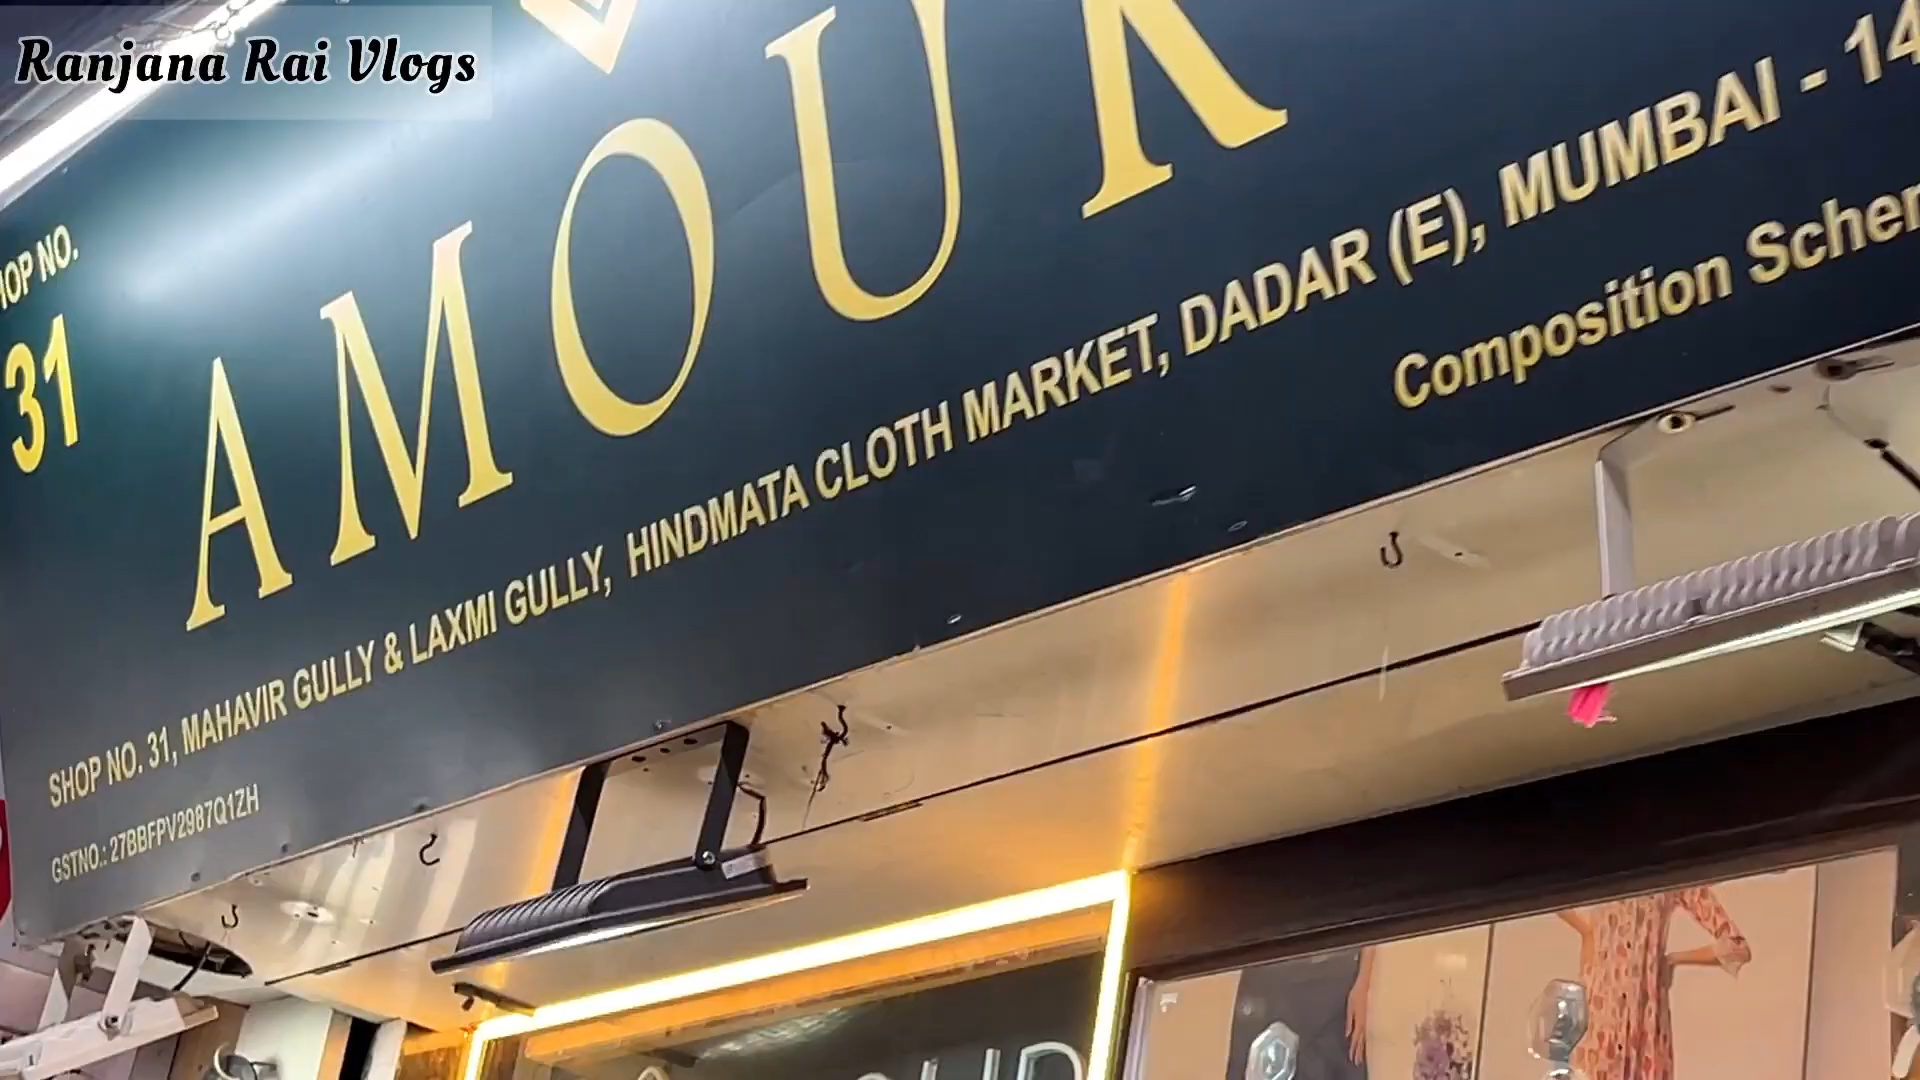 Ranjana Rai Vlogs
SHOP NO.
31
AMOUR
SHOP NO. 31, MAHAVIR GULLY & LAXMI GULLY, HINDMATA CLOTH MARKET, DADAR (E), MUMBAI - 14
Composition
GSTNO.: 27BBFPV2987Q1ZH